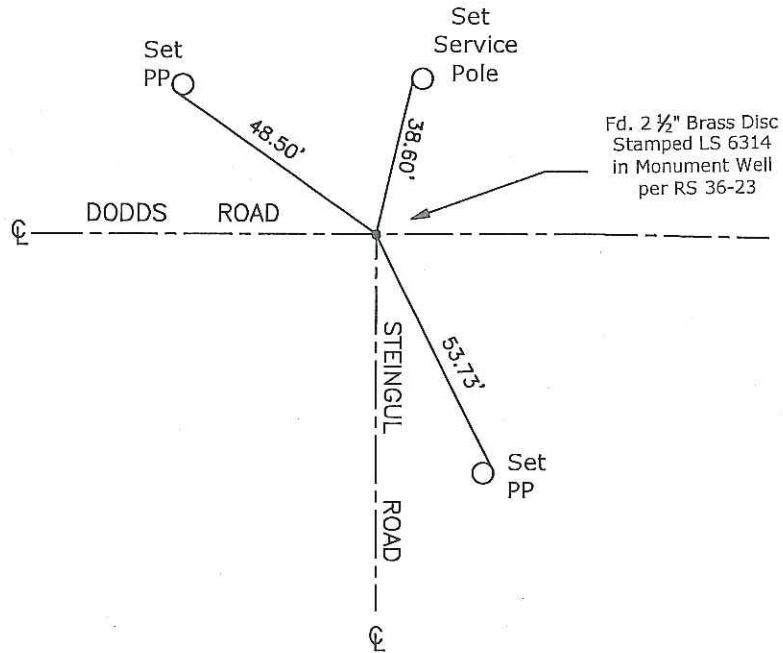 Set
PP
Set
Service
Pole
48.50'
38.60'
Fd. 2 ½" Brass Disc
Stamped LS 6314
in Monument Well
per RS 36-23
℄
DODDS ROAD
STEINGUL ROAD
53.73'
Set
PP
℄